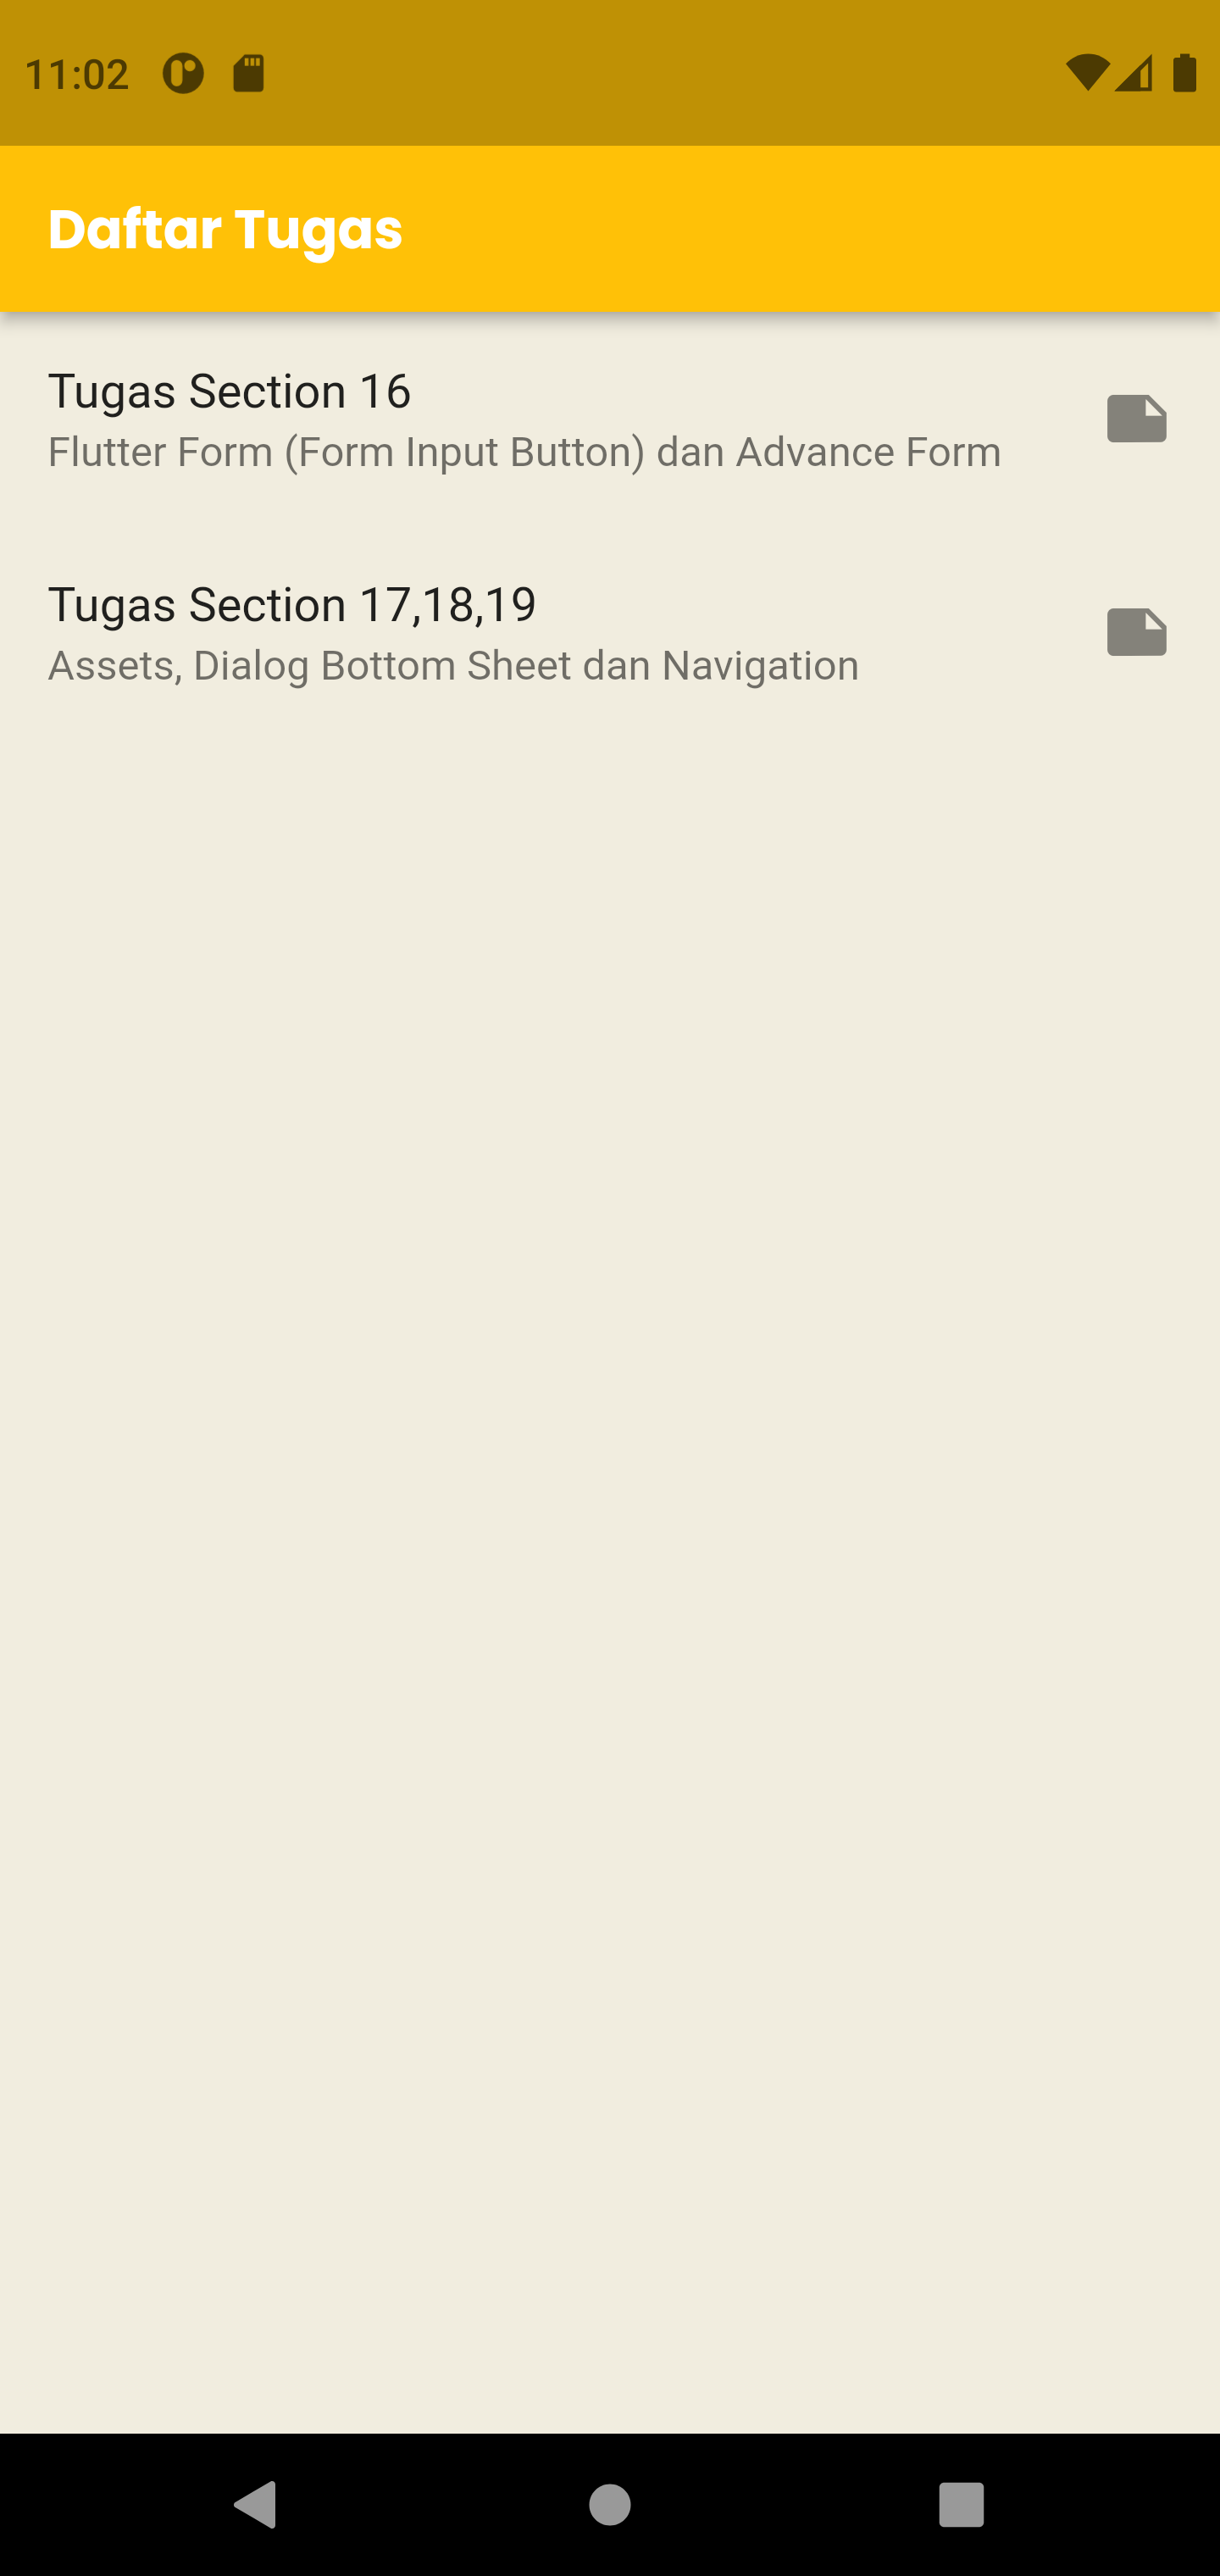 11:02
Daftar Tugas
Tugas Section 16
Flutter Form (Form Input Button) dan Advance Form
Tugas Section 17,18,19
Assets, Dialog Bottom Sheet dan Navigation